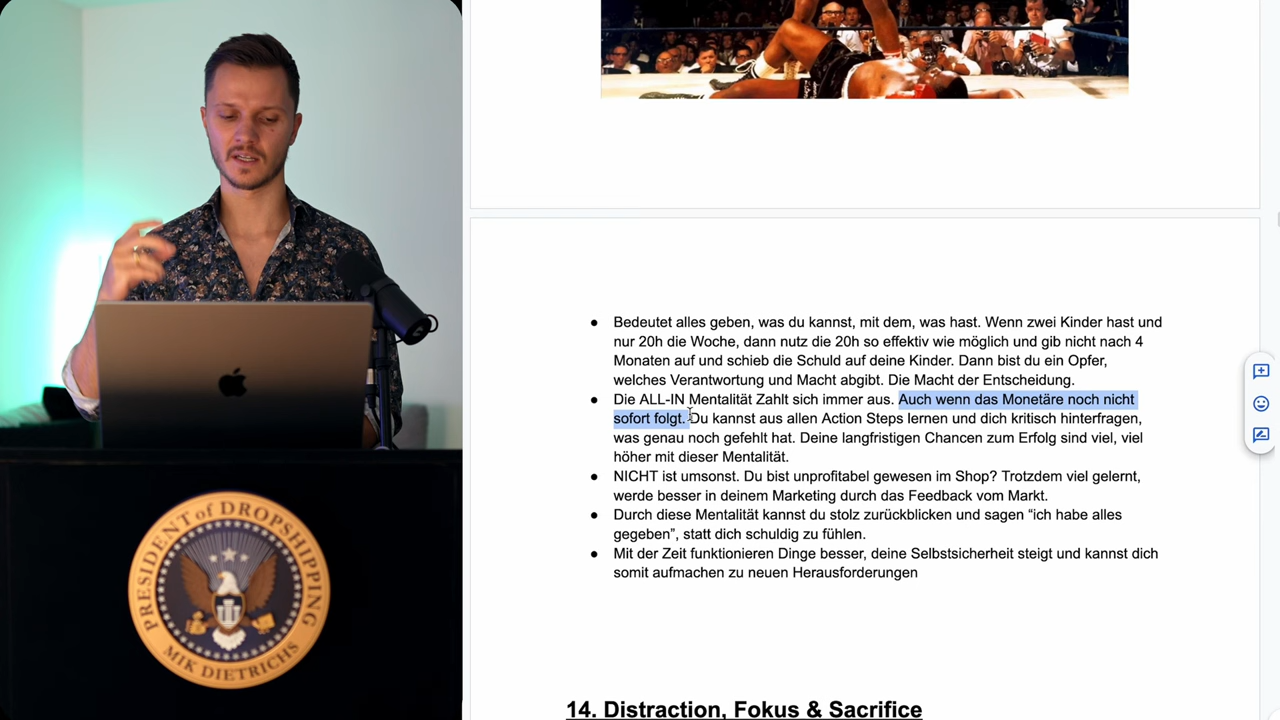 Bedeutet alles geben, was du kannst, mit dem, was hast. Wenn zwei Kinder hast und
nur 20h die Woche, dann nutz die 20h so effektiv wie möglich und gib nicht nach 4
Monaten auf und schieb die Schuld auf deine Kinder. Dann bist du ein Opfer,
welches Verantwortung und Macht abgibt. Die Macht der Entscheidung.
Die ALL-IN Mentalität Zahlt sich immer aus. Auch wenn das Monetäre noch nicht
sofort folgt. Du kannst aus allen Action Steps lernen und dich kritisch hinterfragen,
was genau noch gefehlt hat. Deine langfristigen Chancen zum Erfolg sind viel, viel
höher mit dieser Mentalität.
NICHT ist umsonst. Du bist unprofitabel gewesen im Shop? Trotzdem viel gelernt,
werde besser in deinem Marketing durch das Feedback vom Markt.
Durch diese Mentalität kannst du stolz zurückblicken und sagen “ich habe alles
gegeben”, statt dich schuldig zu fühlen.
Mit der Zeit funktionieren Dinge besser, deine Selbstsicherheit steigt und kannst dich
somit aufmachen zu neuen Herausforderungen
14. Distraction, Fokus & Sacrifice
PRESIDENT of DROPSHIPPING
MIK DIETRICHS